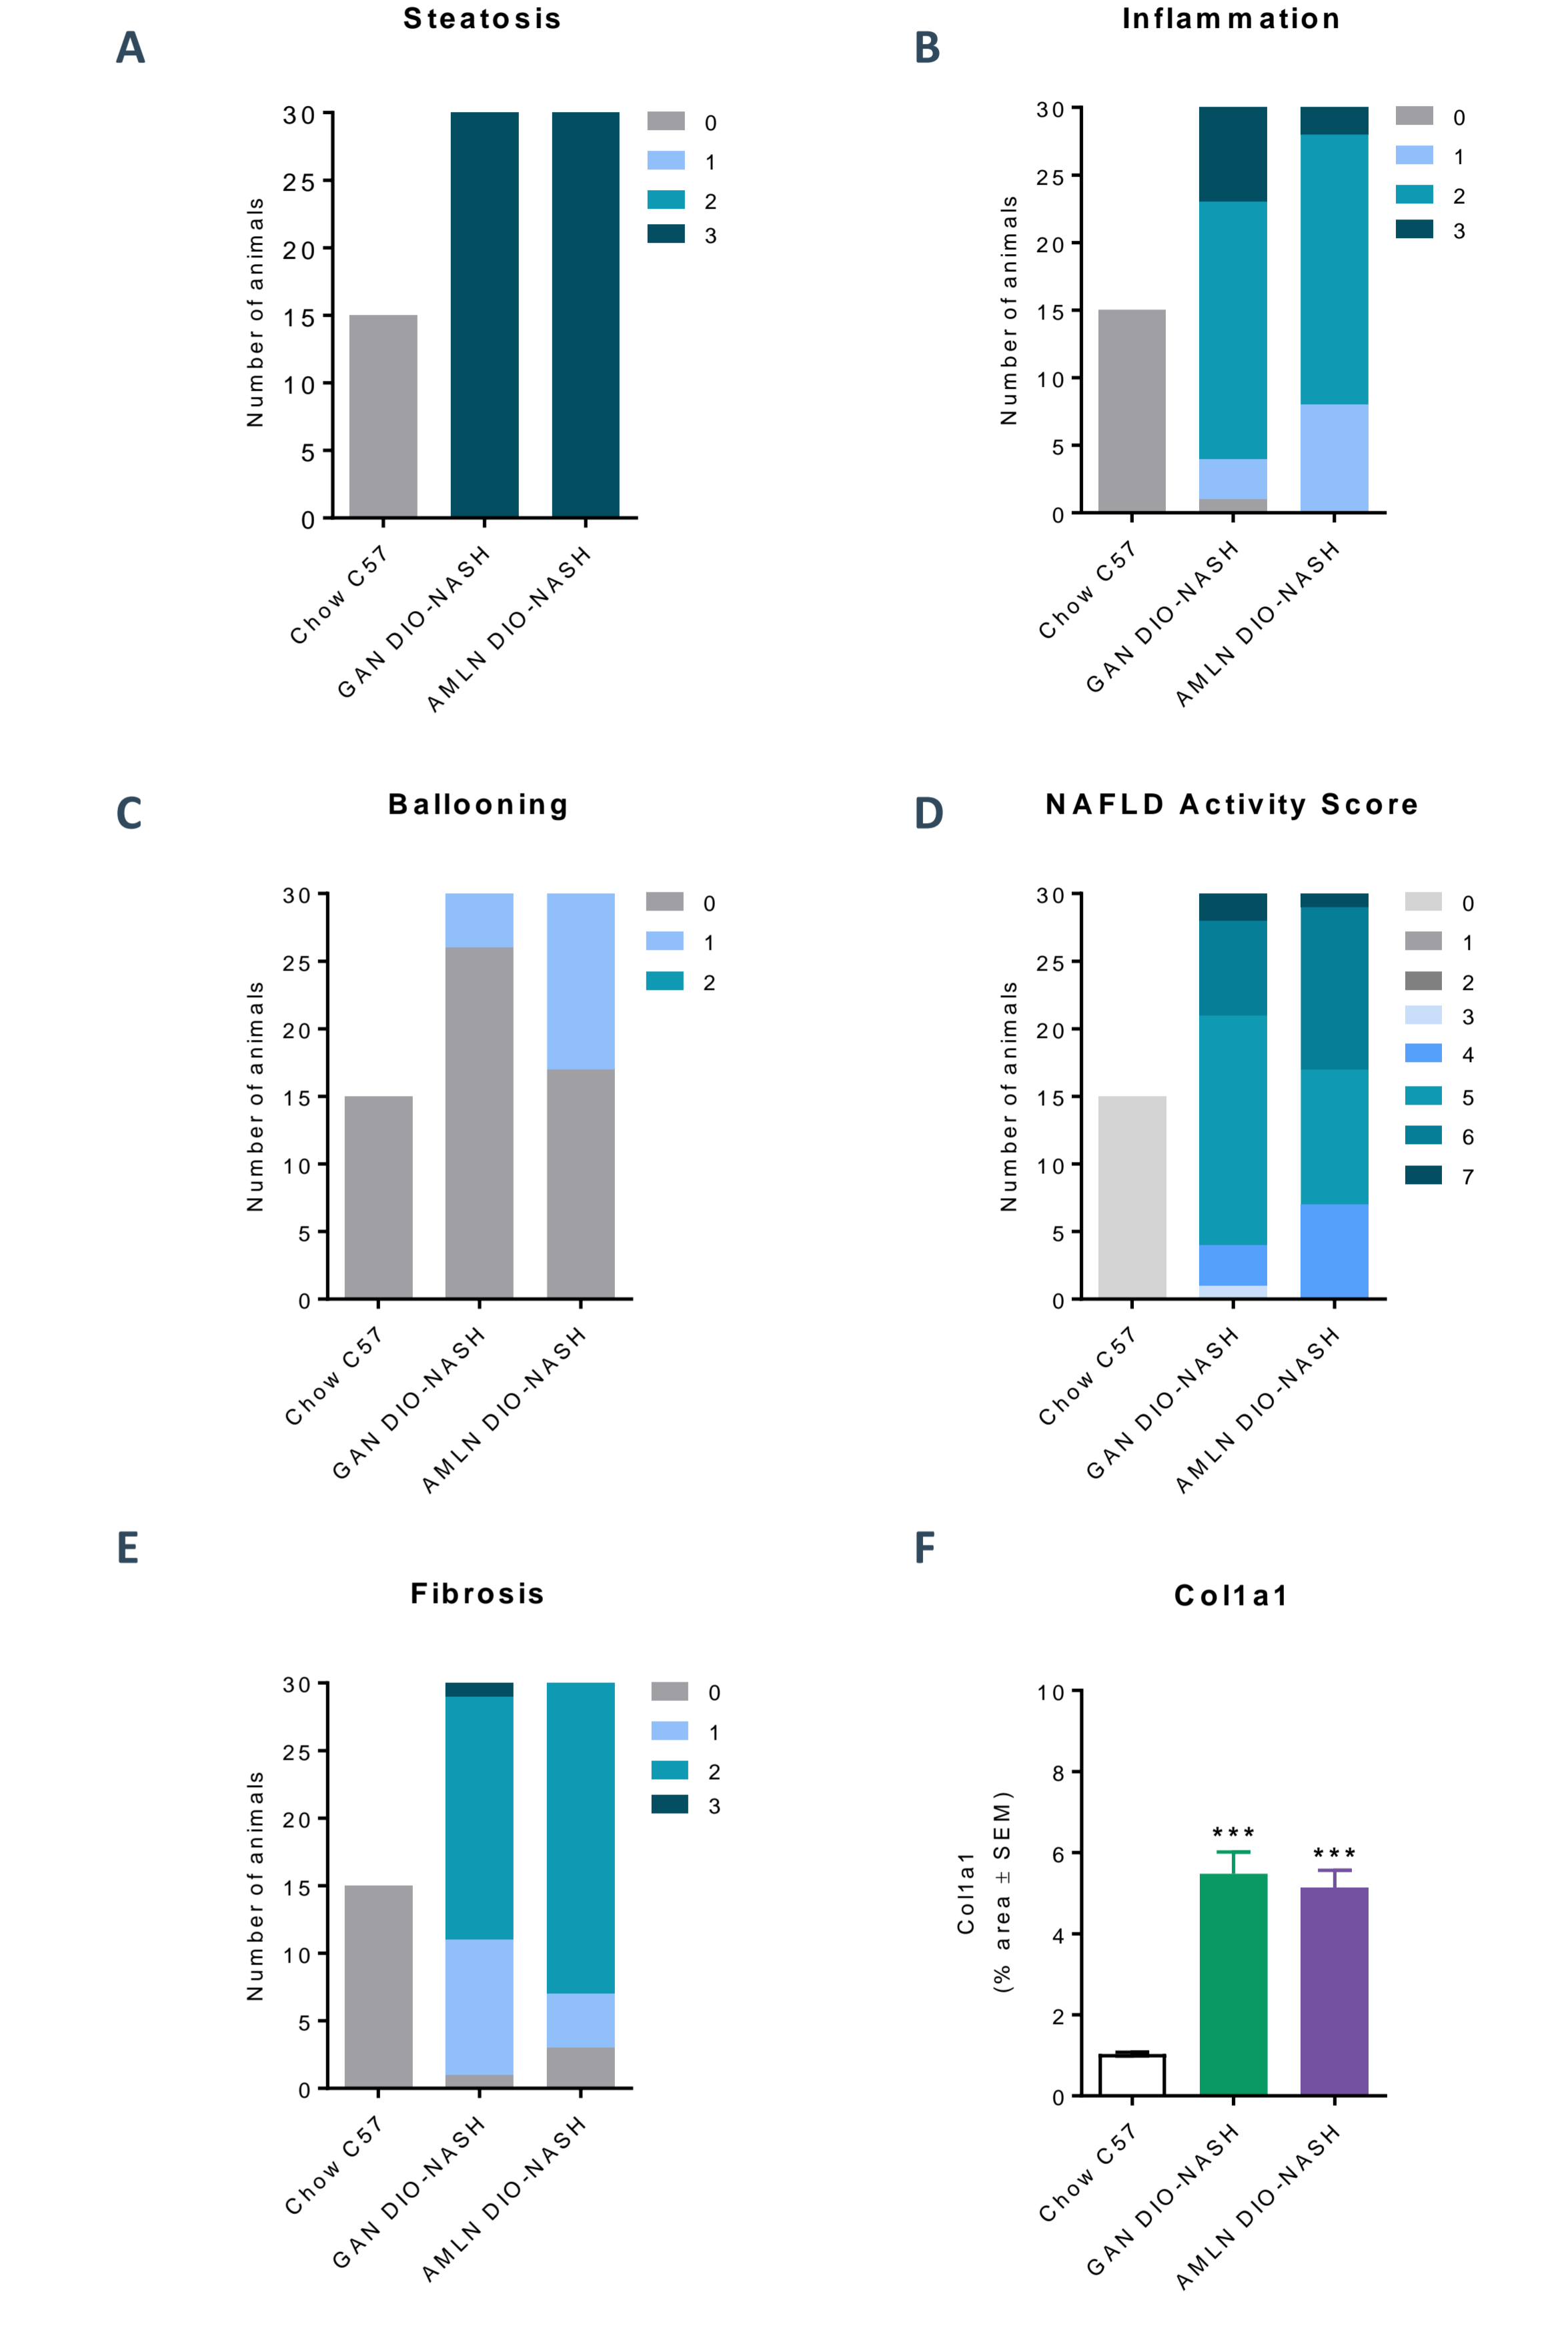 A
Steatosis
Number of animals
30
25
20
15
10
5
0
0
1
2
3
Chow C57
GAN DIO-NASH
AMLN DIO-NASH
B
Inflammation
Number of animals
30
25
20
15
10
5
0
0
1
2
3
Chow C57
GAN DIO-NASH
AMLN DIO-NASH
C
Ballooning
Number of animals
30
25
20
15
10
5
0
0
1
2
Chow C57
GAN DIO-NASH
AMLN DIO-NASH
D
NAFLD Activity Score
Number of animals
30
25
20
15
10
5
0
0
1
2
3
4
5
6
7
Chow C57
GAN DIO-NASH
AMLN DIO-NASH
E
Fibrosis
Number of animals
30
25
20
15
10
5
0
0
1
2
3
Chow C57
GAN DIO-NASH
AMLN DIO-NASH
F
Col1a1
Col1a1
(% area ± SEM)
10
8
6
4
2
0
***
***
Chow C57
GAN DIO-NASH
AMLN DIO-NASH